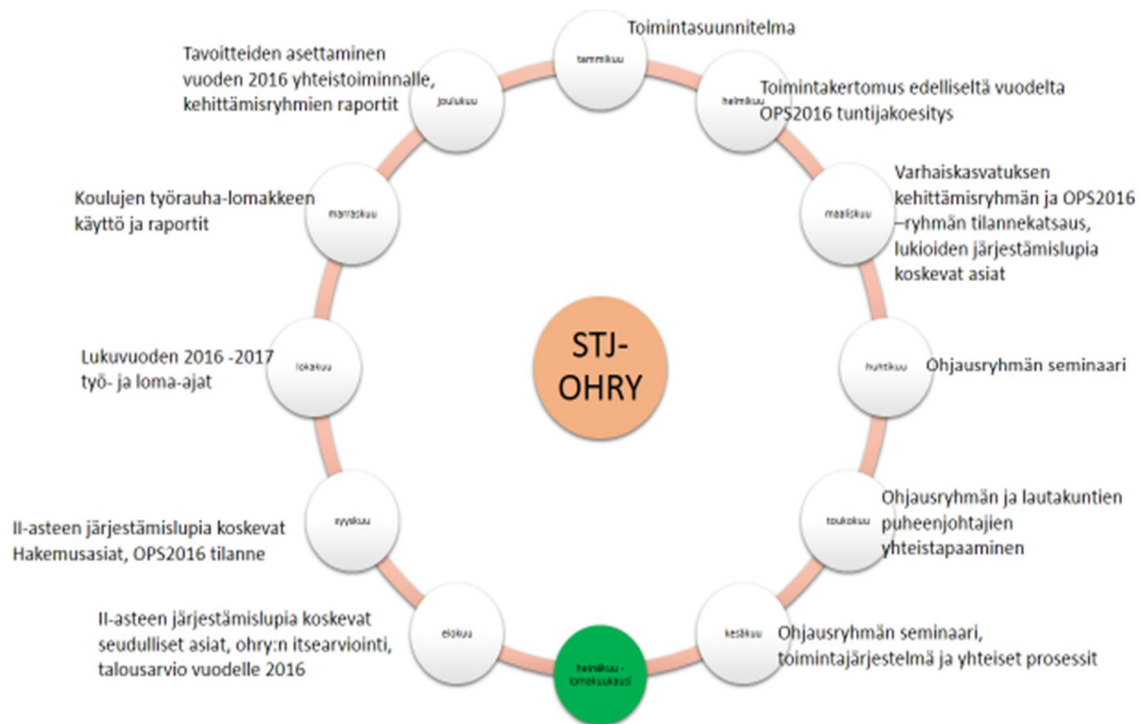 tammikuu
Toimintasuunnitelma
helmikuu
Toimintakertomus edelliseltä vuodelta
OPS2016 tuntijakoesitys
maaliskuu
Varhaiskasvatuksen
kehittämisryhmän ja OPS2016
–ryhmän tilannekatsaus,
lukioiden järjestämislupia
koskevat asiat
huhtikuu
Ohjausryhmän seminaari
toukokuu
Ohjausryhmän ja lautakuntien
puheenjohtajien
yhteistapaaminen
kesäkuu
Ohjausryhmän seminaari,
toimintajärjestelmä ja yhteiset prosessit
heinäkuu -
lomakuukausi
elokuu
II-asteen järjestämislupia koskevat
seudulliset asiat, ohry:n itsearviointi,
talousarvio vuodelle 2016
syyskuu
II-asteen järjestämislupia koskevat
Hakemusasiat, OPS2016 tilanne
lokakuu
Lukuvuoden 2016 -2017
työ- ja loma-ajat
marraskuu
Koulujen työrauha-lomakkeen
käyttö ja raportit
joulukuu
Tavoitteiden asettaminen
vuoden 2016 yhteistoiminnalle,
kehittämisryhmien raportit
STJ-
OHRY